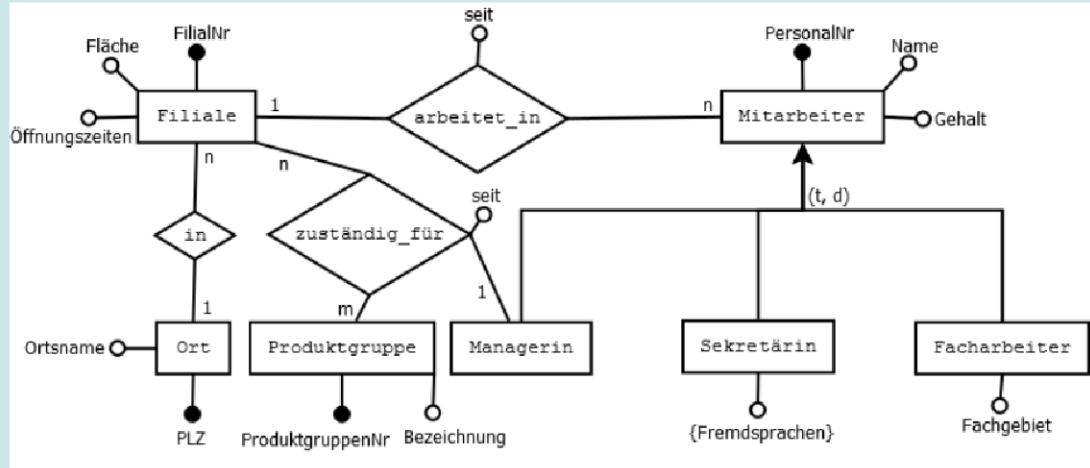 seit
FilialNr
PersonalNr
Fläche
Name
Filiale
1
arbeitet_in
n
Mitarbeiter
Gehalt
Öffnungszeiten
n
n
seit
(t, d)
in
zuständig_für
1
m
1
Ortsname
Ort
Produktgruppe
Managerin
Sekretärin
Facharbeiter
PLZ
ProduktgruppenNr
Bezeichnung
{Fremdsprachen}
Fachgebiet